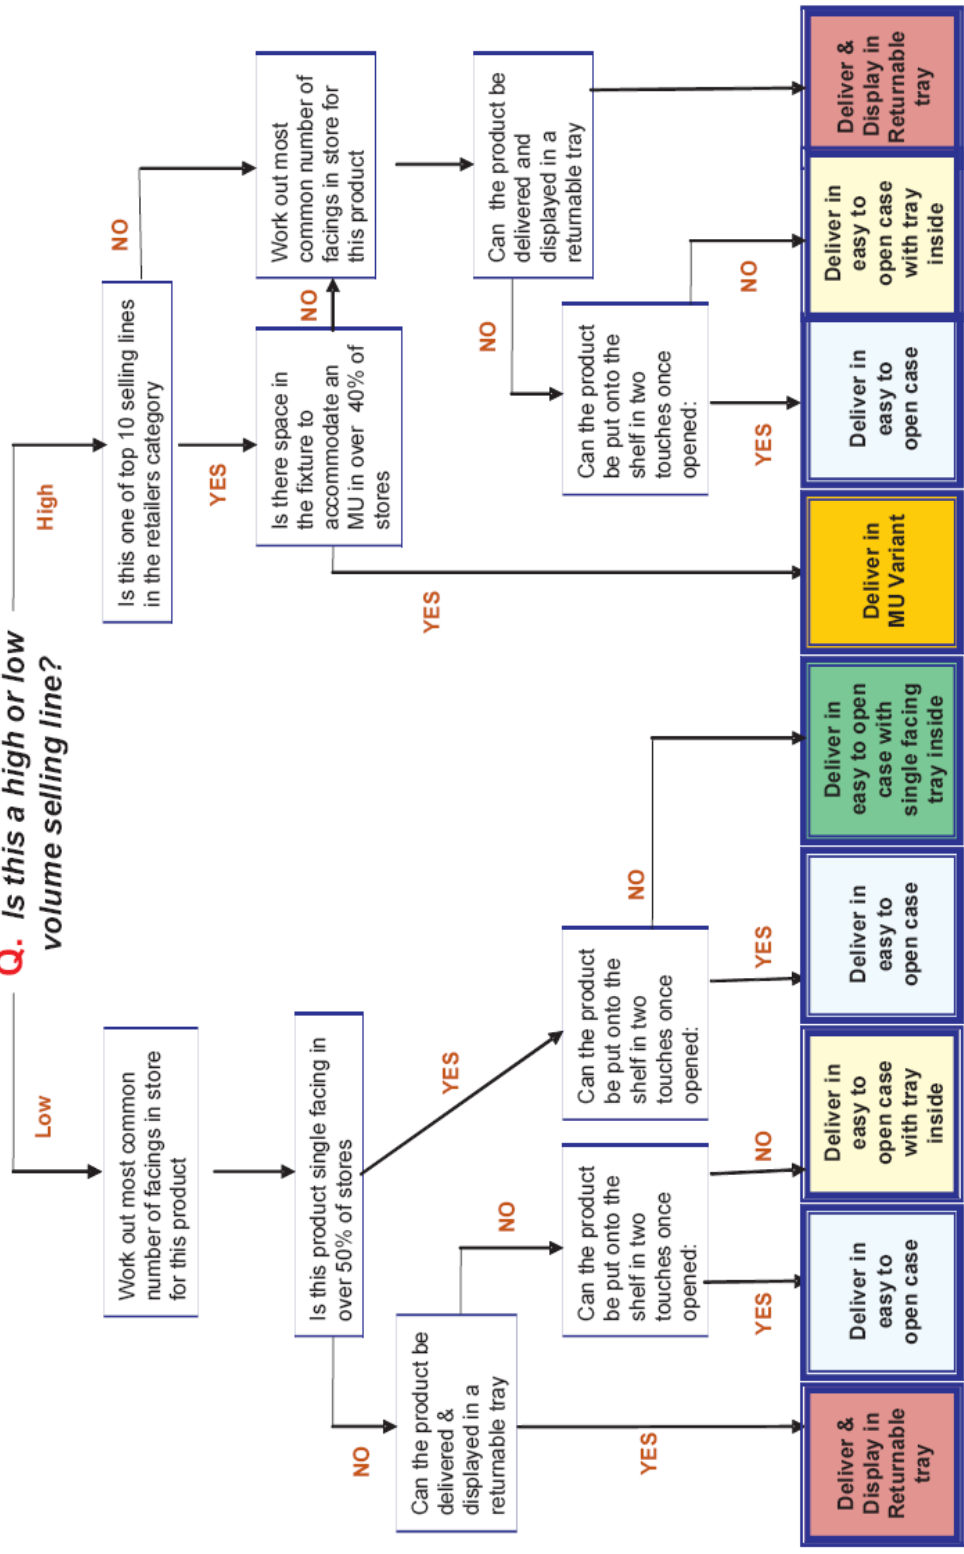 Q. Is this a high or low
volume selling line?
Low
High
Work out most common
number of facings in store
for this product
Is this product single facing in
over 50% of stores
NO
YES
Can the product be
delivered &
displayed in a
returnable tray
NO
YES
Can the product
be put onto the
shelf in two
touches once
opened:
YES
NO
Can the product
be put onto the
shelf in two
touches once
opened:
YES
NO
Is this one of top 10 selling lines
in the retailers category
YES
NO
Is there space in
the fixture to
accommodate an
MU in over 40% of
stores
YES
NO
Work out most
common number of
facings in store for
this product
Can the product be
delivered and
displayed in a
returnable tray
NO
Can the product
be put onto the
shelf in two
touches once
opened:
YES
NO
Deliver &
Display in
Returnable
tray
Deliver in
easy to
open case
Deliver in
easy to
open case
with tray
inside
Deliver in
easy to
open case
Deliver in
easy to open
case with
single facing
tray inside
Deliver in
MU Variant
Deliver in
easy to
open case
Deliver in
easy to
open case
with tray
inside
Deliver &
Display in
Returnable
tray